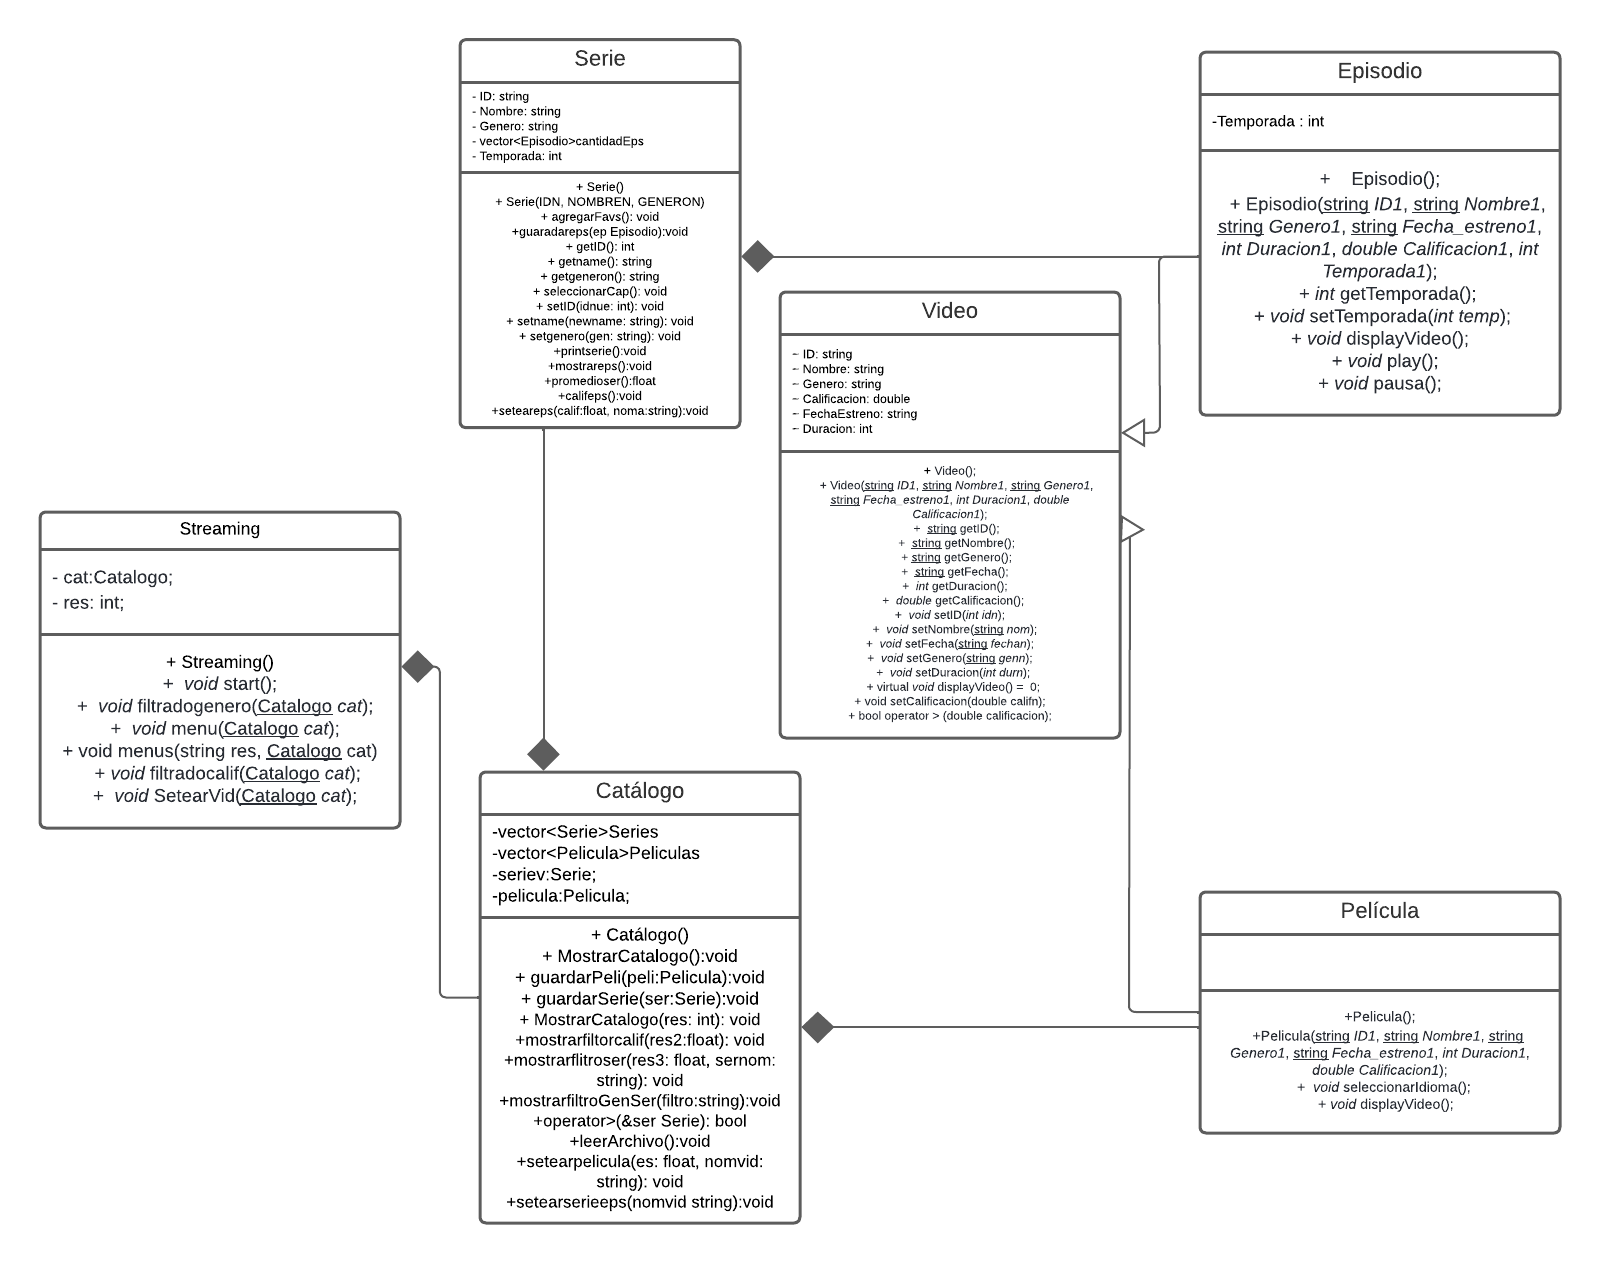 Serie
- ID: string
- Nombre: string
- Genero: string
- vector<Episodio>cantidadEps
- Temporada: int
+ Serie()
+ Serie(IDN, NOMBREN, GENERON)
+ agregarFavs(): void
+guaradareps(ep Episodio):void
+ getID(): int
+ getname(): string
+ getgeneron(): string
+ seleccionarCap(): void
+ setID(idnue: int): void
+ setname(newname: string): void
+ setgenero(gen: string): void
+printserie():void
+mostrareps():void
+promedioser():float
+califeps():void
+seteareps(calif:float, noma:string):void
Episodio
-Temporada : int
+ Episodio();
+ Episodio(string ID1, string Nombre1,
string Genero1, string Fecha_estreno1,
int Duracion1, double Calificacion1, int
Temporada1);
+ int getTemporada();
+ void setTemporada(int temp);
+ void displayVideo();
+ void play();
+ void pausa();
Video
~ ID: string
~ Nombre: string
~ Genero: string
~ Calificacion: double
~ FechaEstreno: string
~ Duracion: int
+ Video();
+ Video(string ID1, string Nombre1, string Genero1,
string Fecha_estreno1, int Duracion1, double
Calificacion1);
+ string getID();
+ string getNombre();
+ string getGenero();
+ string getFecha();
+ int getDuracion();
+ double getCalificacion();
+ void setID(int idn);
+ void setNombre(string nom);
+ void setFecha(string fechan);
+ void setGenero(string genn);
+ void setDuracion(int durn);
+ virtual void displayVideo() = 0;
+ void setCalificacion(double califn);
+ bool operator > (double calificacion);
Streaming
- cat:Catalogo;
- res: int;
+ Streaming()
+ void start();
+ void filtradogenero(Catalogo cat);
+ void menu(Catalogo cat);
+ void menus(string res, Catalogo cat)
+ void filtradocalif(Catalogo cat);
+ void SetearVid(Catalogo cat);
Catálogo
-vector<Serie>Series
-vector<Pelicula>Peliculas
-seriev:Serie;
-pelicula:Pelicula;
+ Catálogo()
+ MostrarCatalogo():void
+ guardarPeli(peli:Pelicula):void
+ guardarSerie(ser:Serie):void
+ MostrarCatalogo(res: int): void
+mostrarfiltorcalif(res2:float): void
+mostrarflitroser(res3: float, sernom:
string): void
+mostrarfiltroGenSer(filtro:string):void
+operator>(&ser Serie): bool
+leerArchivo():void
+setearpelicula(es: float, nomvid:
string): void
+setearserieeps(nomvid string):void
Película
+Pelicula();
+Pelicula(string ID1, string Nombre1, string
Genero1, string Fecha_estreno1, int Duracion1,
double Calificacion1);
+ void seleccionarIdioma();
+ void displayVideo();